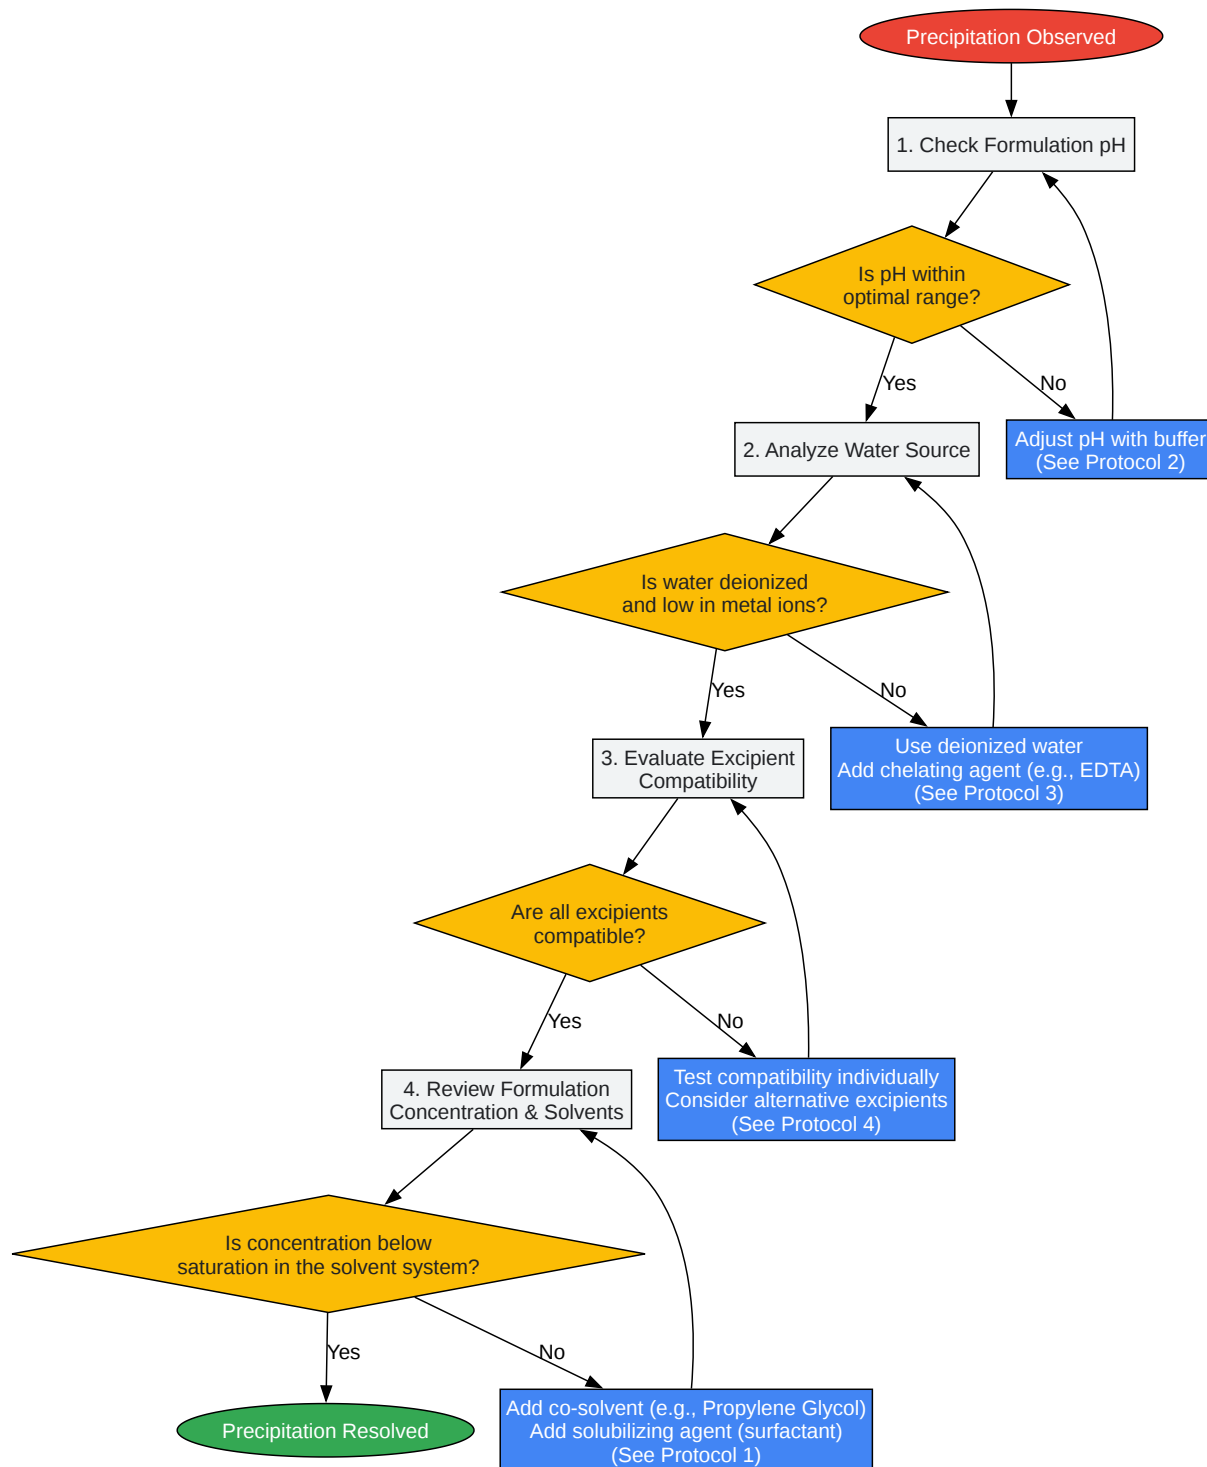 Precipitation Observed
1. Check Formulation pH
Is pH within
optimal range?
Yes
No
Adjust pH with buffer
(See Protocol 2)
2. Analyze Water Source
Is water deionized
and low in metal ions?
Yes
No
Use deionized water
Add chelating agent (e.g., EDTA)
(See Protocol 3)
3. Evaluate Excipient
Compatibility
Are all excipients
compatible?
Yes
No
Test compatibility individually
Consider alternative excipients
(See Protocol 4)
4. Review Formulation
Concentration & Solvents
Is concentration below
saturation in the solvent system?
Yes
No
Add co-solvent (e.g., Propylene Glycol)
Add solubilizing agent (surfactant)
(See Protocol 1)
Precipitation Resolved